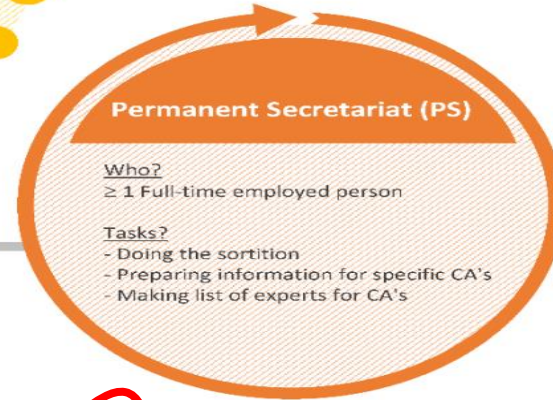 Permanent Secretariat (PS)
Who?
≥ 1 Full-time employed person
Tasks?
- Doing the sortition
- Preparing information for specific CA's
- Making list of experts for CA's